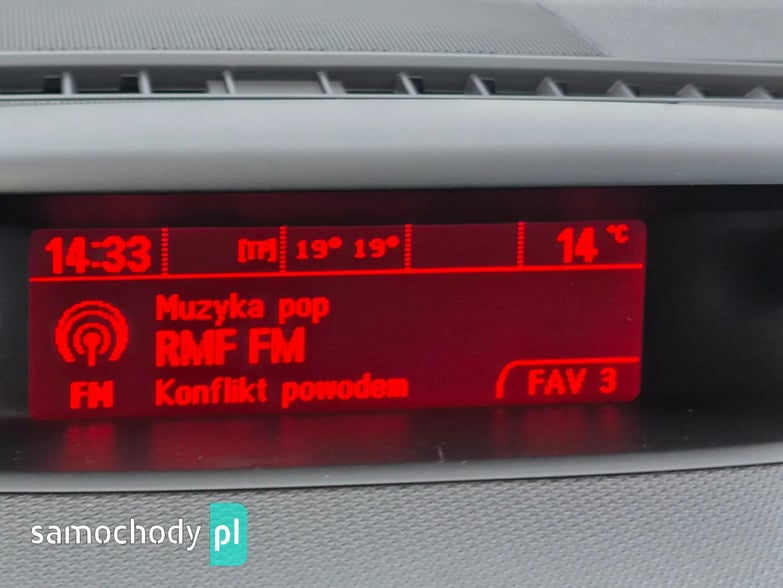 14:33 [TP] 19° 19° 14 °C
Muzyka pop
RMF FM
FM Konflikt powodem FAV 3
samochody pl